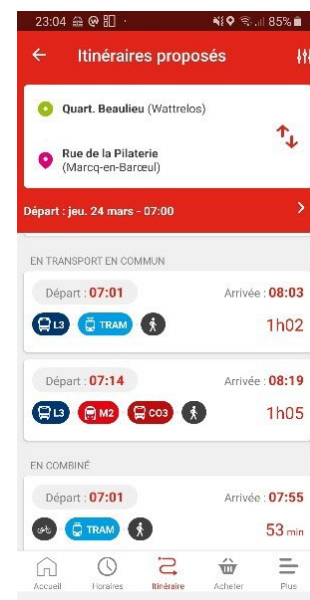 23:04 85%
Itinéraires proposés
Quart. Beaulieu (Wattrelos)
Rue de la Pilaterie
(Marcq-en-Barœul)
Départ : jeu. 24 mars - 07:00
EN TRANSPORT EN COMMUN
Départ : 07:01 Arrivée : 08:03
L3 TRAM 1h02
Départ : 07:14 Arrivée : 08:19
L3 M2 CO3 1h05
EN COMBINÉ
Départ : 07:01 Arrivée : 07:55
TRAM 53 min
Accueil Horaires Itinéraire Acheter Plus